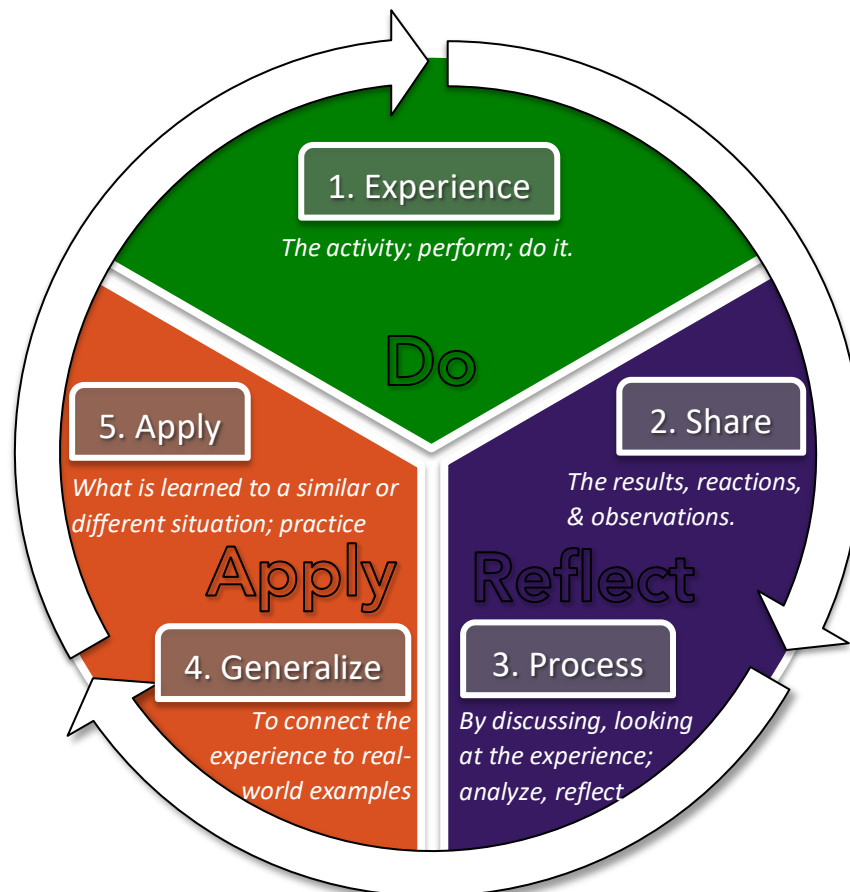 1. Experience
The activity; perform; do it.
Do
2. Share
The results, reactions,
& observations.
Reflect
3. Process
By discussing, looking
at the experience;
analyze, reflect
4. Generalize
To connect the
experience to real-
world examples
5. Apply
What is learned to a similar or
different situation; practice
Apply